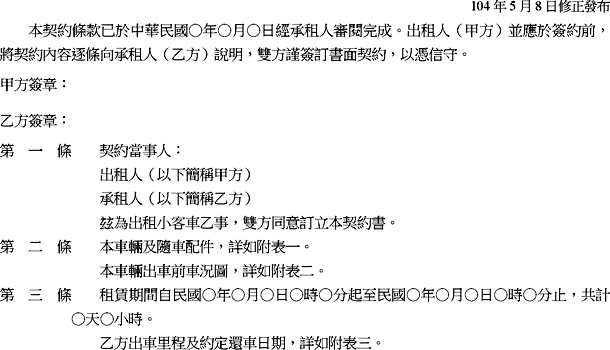 104 年 5 月 8 日修正發布
本契約條款已於中華民國○年○月○日經承租人審閱完成。出租人（甲方）並應於簽約前，
將契約內容逐條向承租人（乙方）說明，雙方謹簽訂書面契約，以憑信守。
甲方簽章：
乙方簽章：
第　一　條　　契約當事人：
出租人（以下簡稱甲方）
承租人（以下簡稱乙方）
玆為出租小客車乙事，雙方同意訂立本契約書。
第　二　條　　本車輛及隨車配件，詳如附表一。
本車輛出車前車況圖，詳如附表二。
第　三　條　　租賃期間自民國○年○月○日○時○分起至民國○年○月○日○時○分止，共計
○天○小時。
乙方出車里程及約定還車日期，詳如附表三。